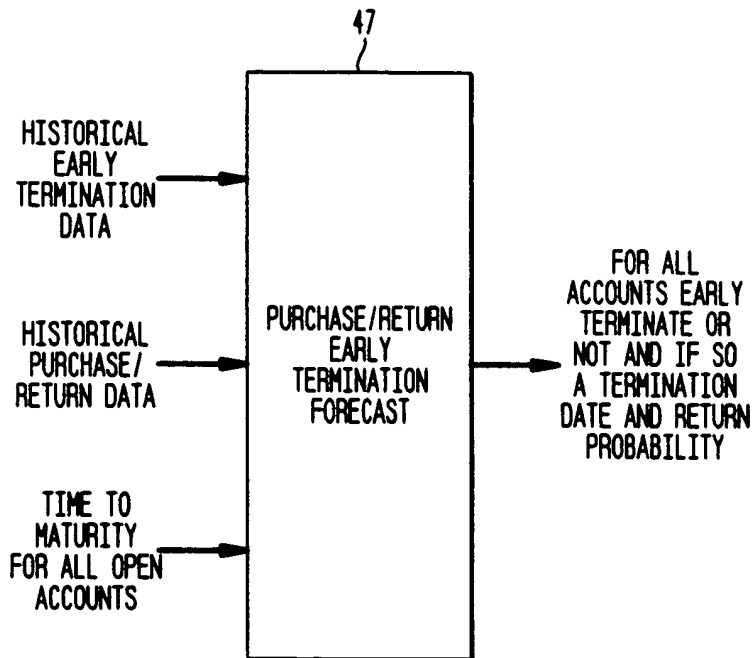 47
HISTORICAL
EARLY
TERMINATION
DATA
HISTORICAL
PURCHASE/
RETURN DATA
TIME TO
MATURITY
FOR ALL OPEN
ACCOUNTS
PURCHASE/RETURN
EARLY
TERMINATION
FORECAST
FOR ALL
ACCOUNTS EARLY
TERMINATE OR
NOT AND IF SO
A TERMINATION
DATE AND RETURN
PROBABILITY